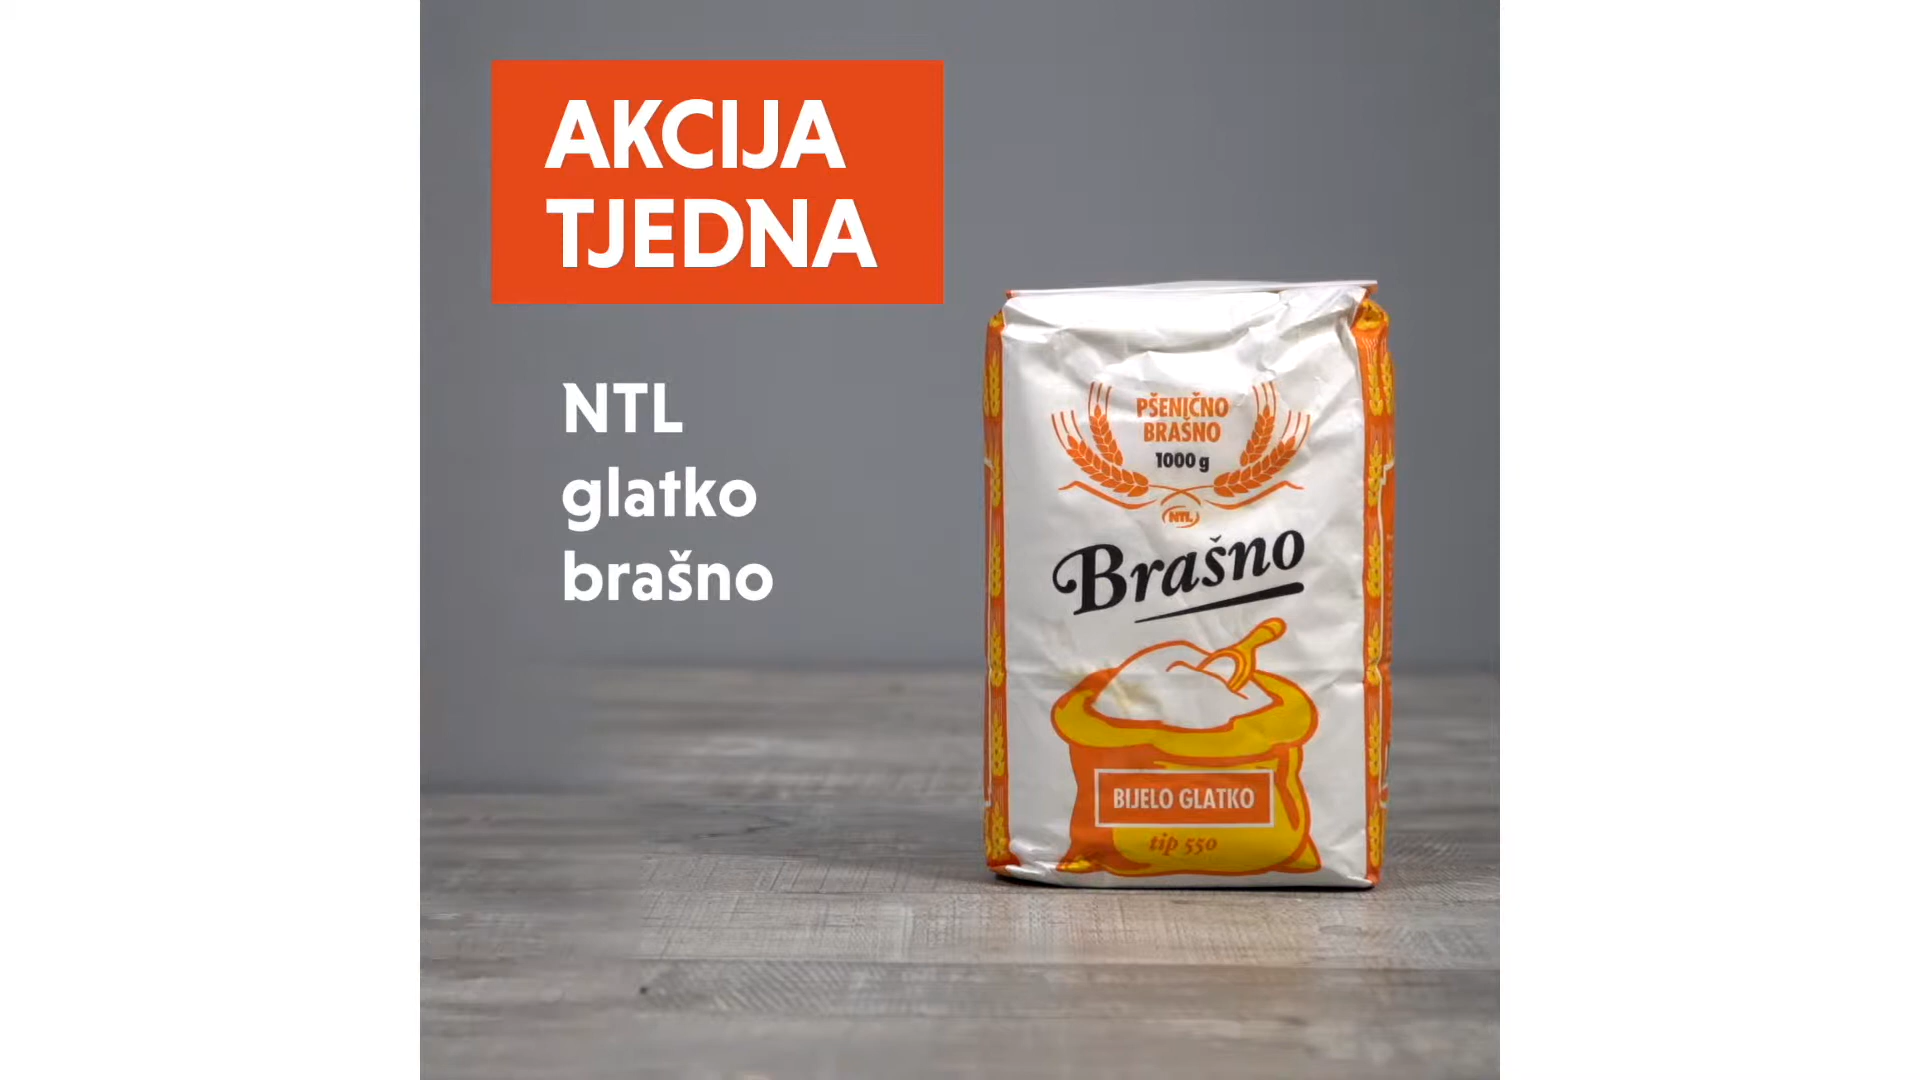 AKCIJA
TJEDNA
NTL
glatko
brašno
PŠENIČNO
BRAŠNO
1000 g
NTL
Brašno
BIJELO GLATKO
tip 550